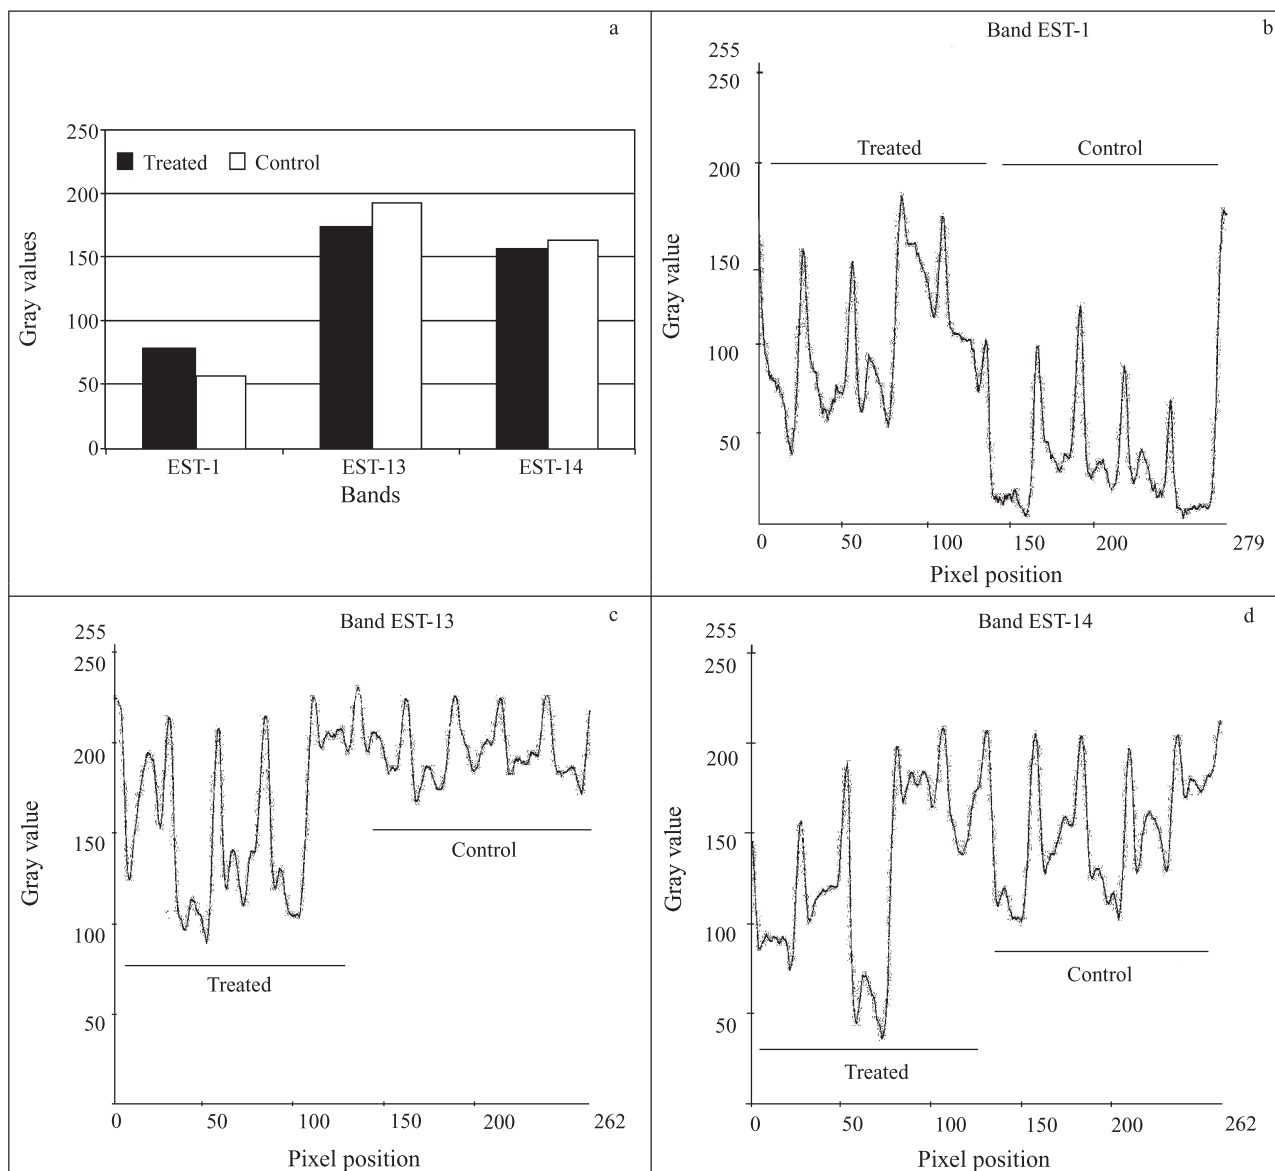 a
250
200
150
100
50
0
Treated Control
Gray values
EST-1 EST-13 EST-14
Bands
Band EST-1 b
255
250
200
150
100
50
Treated Control
Gray value
0 50 100 150 200 279
Pixel position
Band EST-13 c
255
250
200
150
100
50
Control
Treated
Gray value
0 50 100 150 200 262
Pixel position
Band EST-14 d
255
250
200
150
100
50
Control
Treated
Gray value
0 50 100 150 200 262
Pixel position